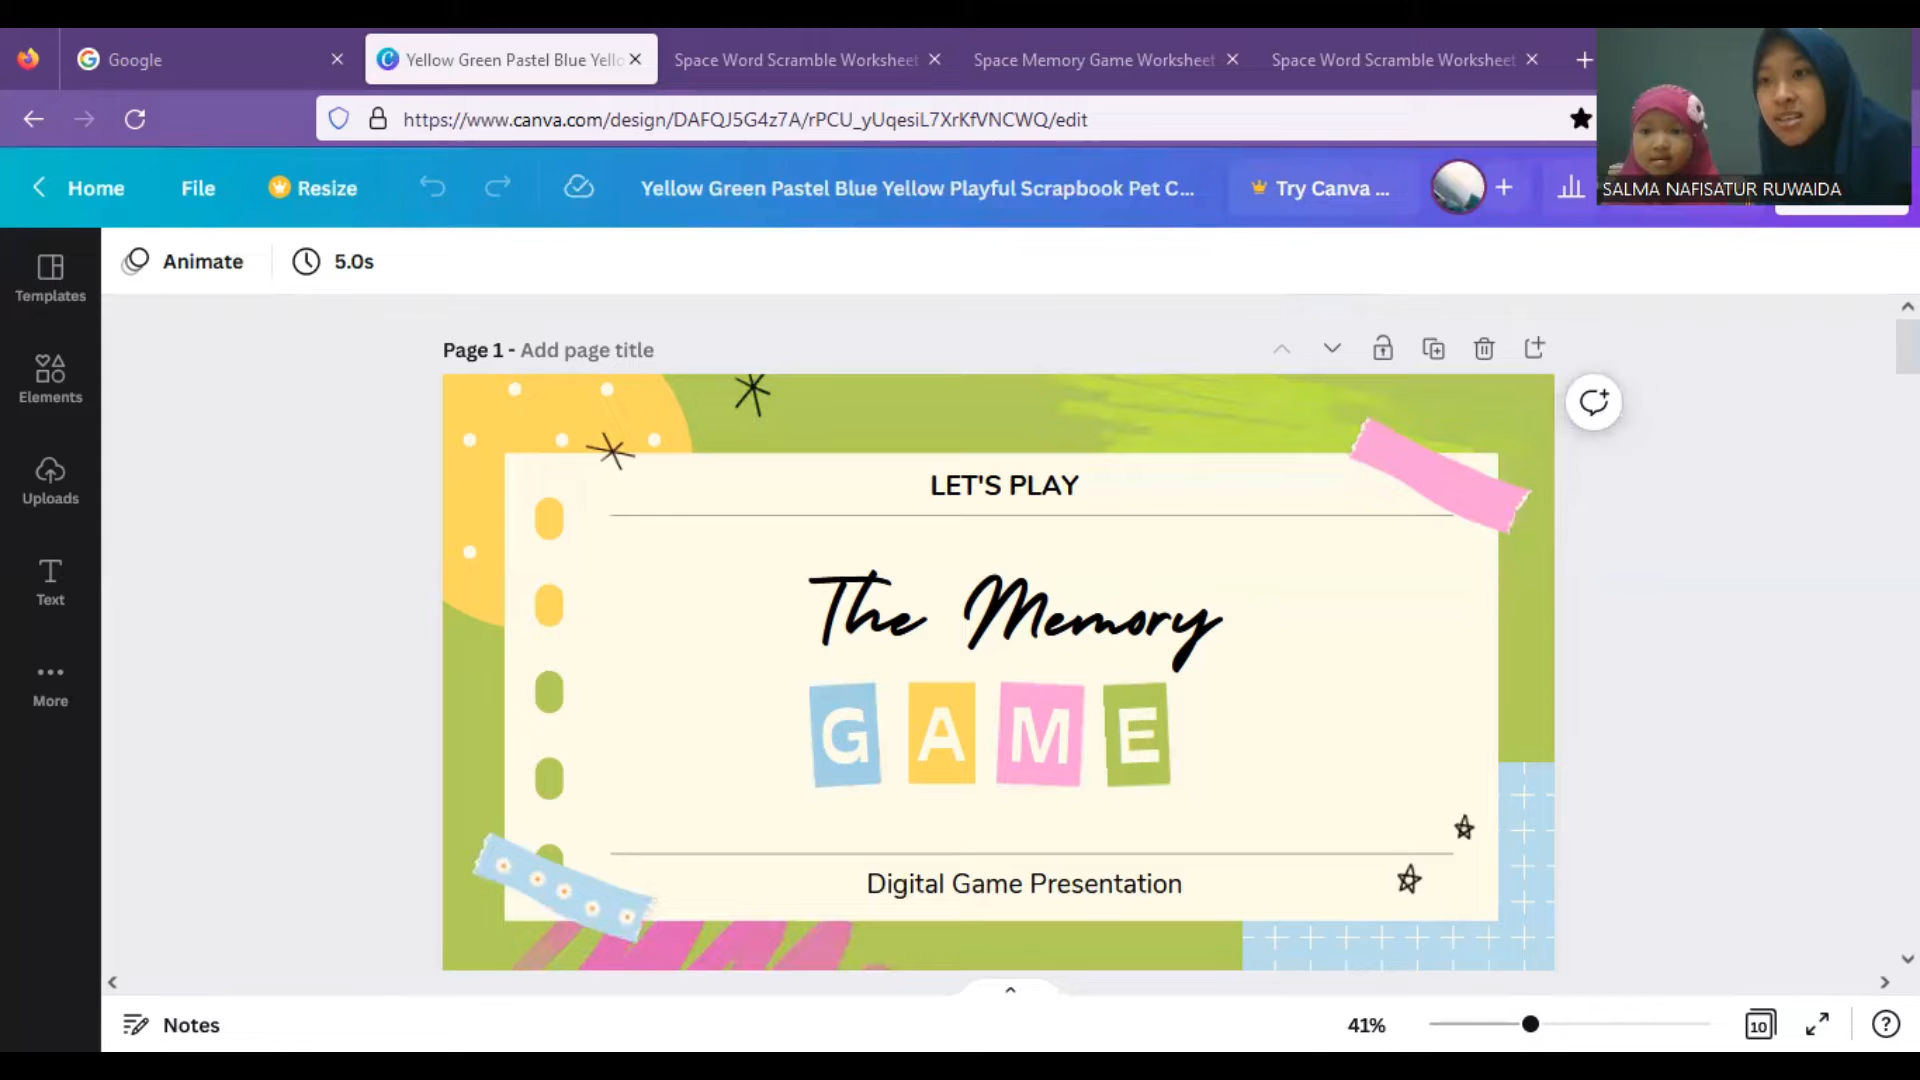 Google
Yellow Green Pastel Blue Yello
Space Word Scramble Worksheet
Space Memory Game Worksheet
Space Word Scramble Worksheet
https://www.canva.com/design/DAFQJ5G4z7A/rPCU_yUqesiL7XrKfVNCWQ/edit
SALMA NAFISATUR RUWAIDA
Home
File
Resize
Yellow Green Pastel Blue Yellow Playful Scrapbook Pet C...
Try Canva ...
Animate
5.0s
Templates
Elements
Uploads
Text
More
Page 1 - Add page title
LET'S PLAY
The Memory
GAME
Digital Game Presentation
Notes
41%
10